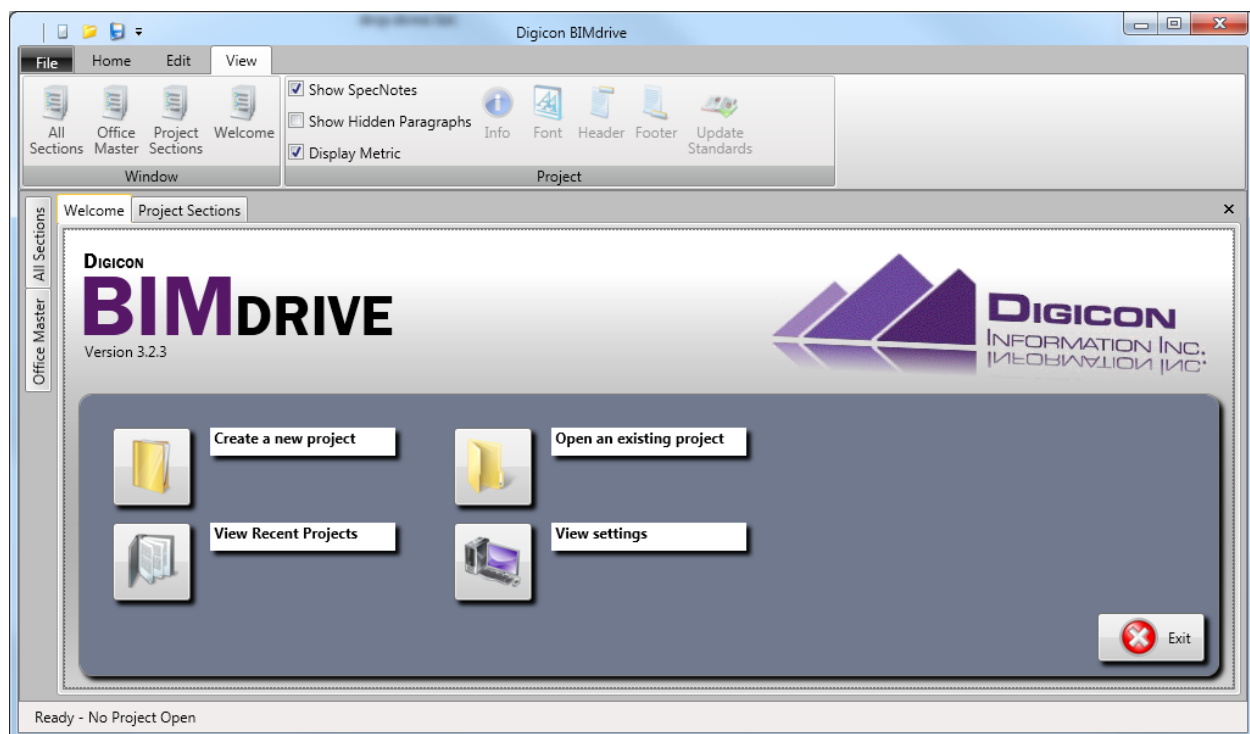 Digicon BIMdrive
File Home Edit View
All Sections
Office Master
Project Sections
Welcome
Window
Show SpecNotes
Show Hidden Paragraphs
Display Metric
Info Font Header Footer Update Standards
Project
All Sections
Office Master
Welcome Project Sections
DIGICON
BIMDRIVE
Version 3.2.3
DIGICON
INFORMATION INC.
Create a new project
Open an existing project
View Recent Projects
View settings
Exit
Ready - No Project Open